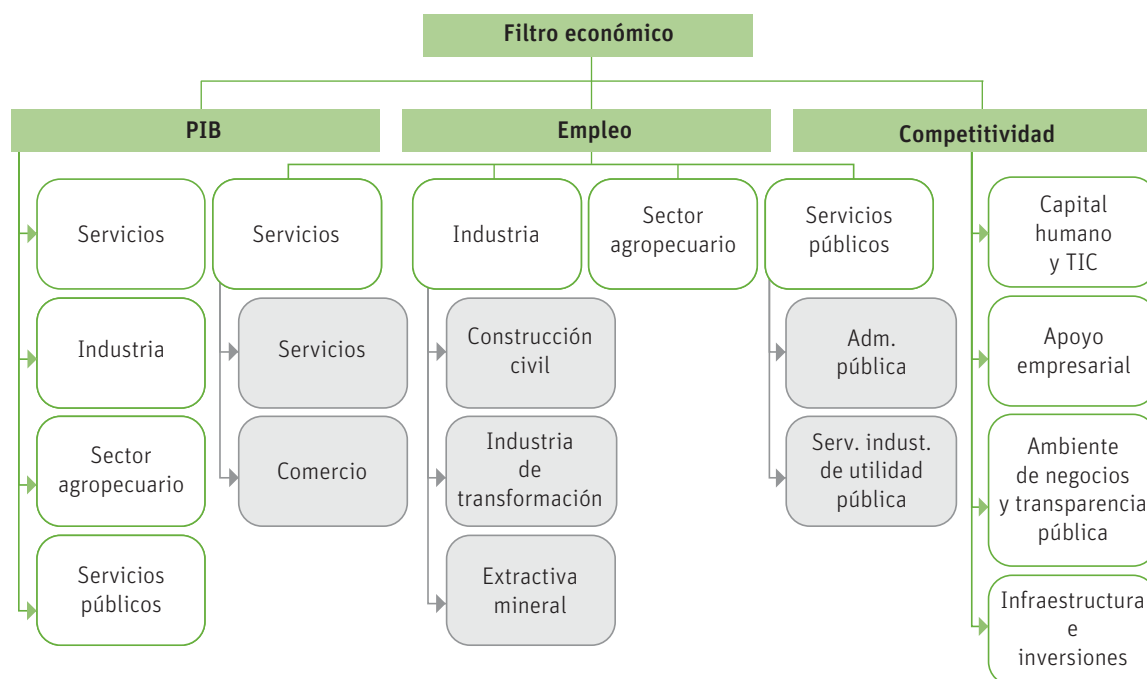 Filtro económico
PIB
Empleo
Competitividad
Servicios
Industria
Sector
agropecuario
Servicios
públicos
Servicios
Servicios
Comercio
Industria
Construcción
civil
Industria
de
transformación
Extractiva
mineral
Sector
agropecuario
Servicios
públicos
Adm.
pública
Serv. indust.
de utilidad
pública
Capital
humano
y TIC
Apoyo
empresarial
Ambiente
de negocios
y transparencia
pública
Infraestructura
e
inversiones